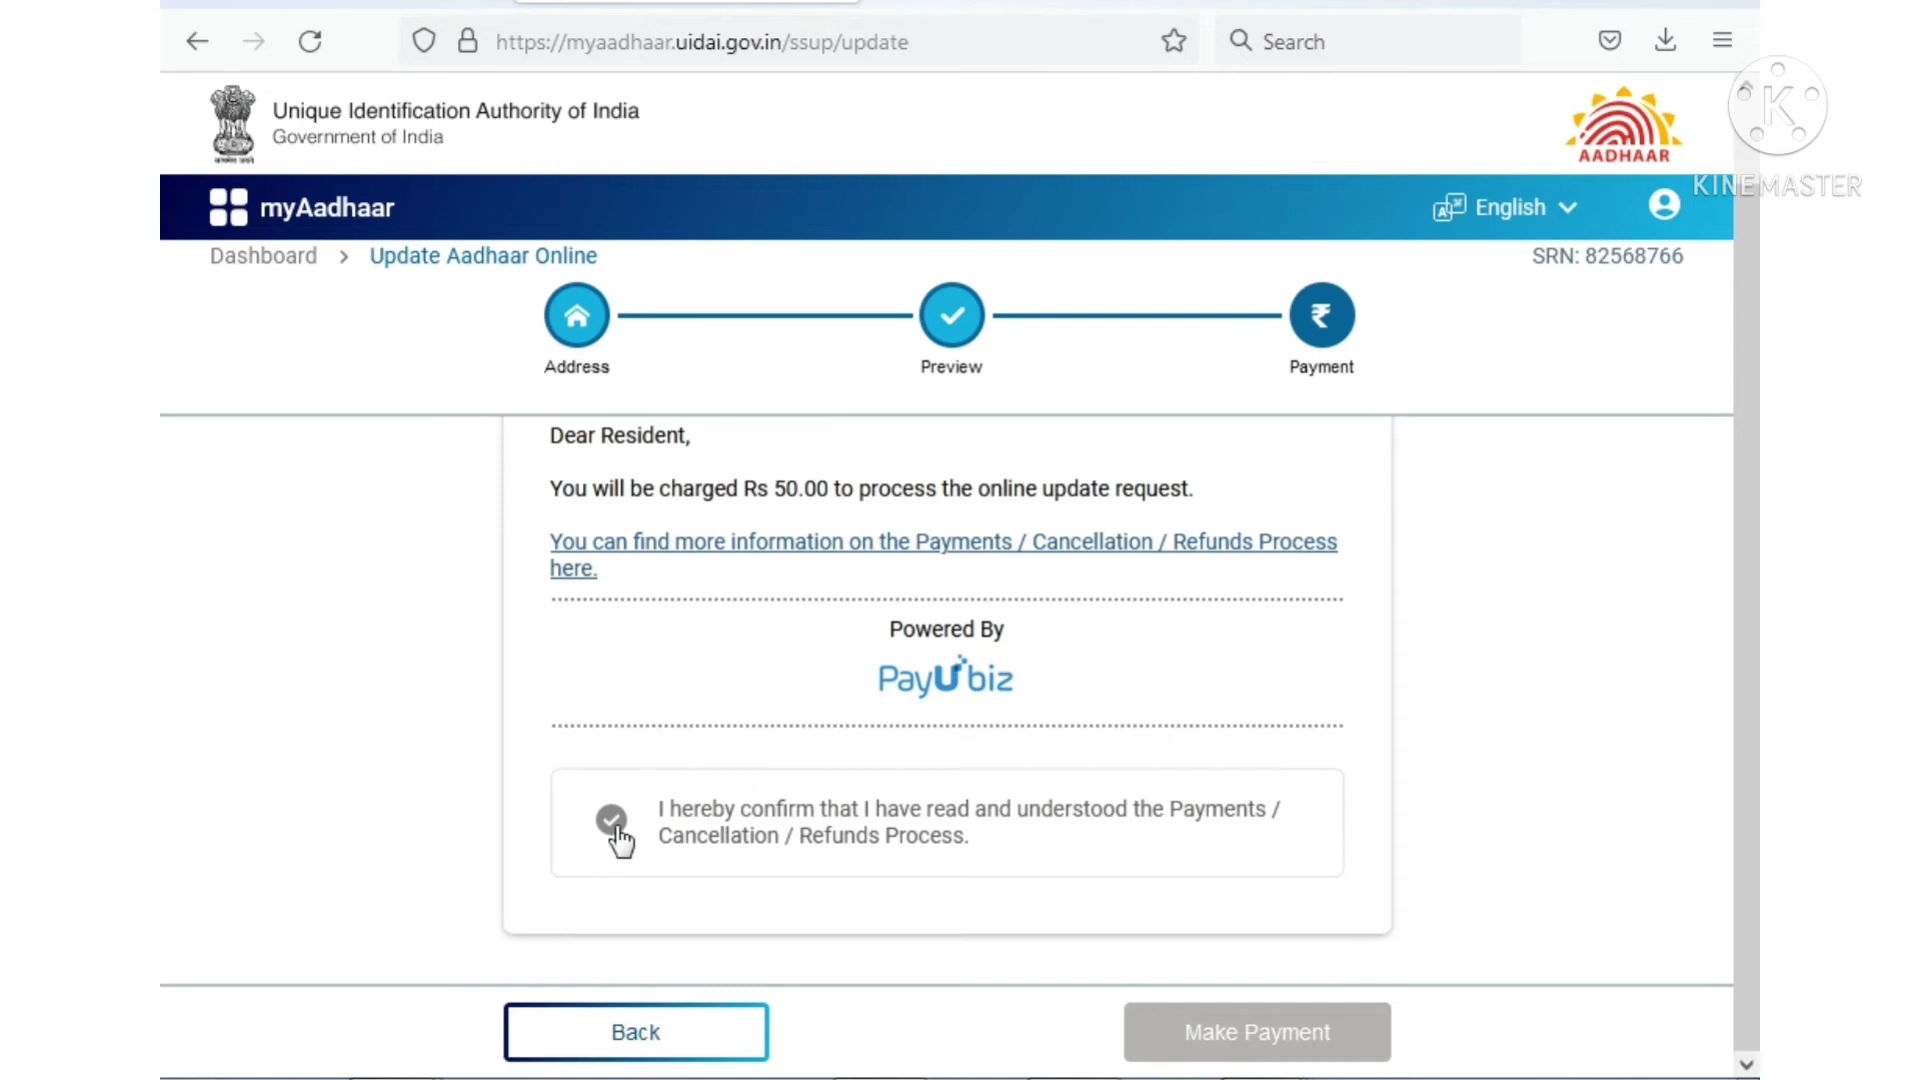 https://myaadhaar.uidai.gov.in/ssup/update
Search
Unique Identification Authority of India
Government of India
AADHAAR
K
KINEMASTER
myAadhaar
English
Dashboard > Update Aadhaar Online
SRN: 82568766
₹
Address
Preview
Payment
Dear Resident,
You will be charged Rs 50.00 to process the online update request.
You can find more information on the Payments / Cancellation / Refunds Process
here.
Powered By
PayUbiz
I hereby confirm that I have read and understood the Payments /
Cancellation / Refunds Process.
Back
Make Payment